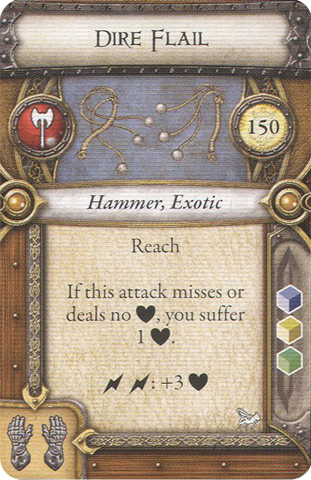 Dire Flail
150
Hammer, Exotic
Reach
If this attack misses or
deals no ♥, you suffer
1 ♥.
: +3 ♥